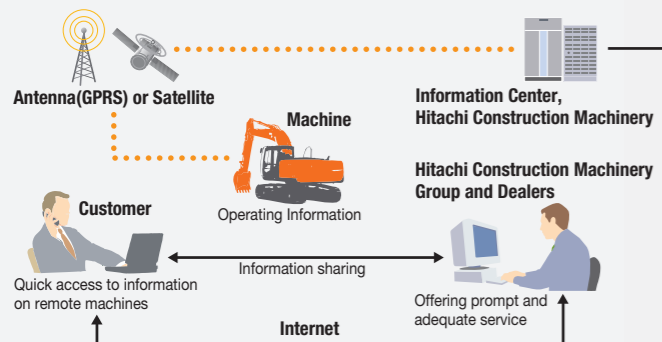 Antenna(GPRS) or Satellite
Information Center,
Hitachi Construction Machinery
Machine
Operating Information
Hitachi Construction Machinery
Group and Dealers
Customer
Quick access to information
on remote machines
Information sharing
Offering prompt and
adequate service
Internet